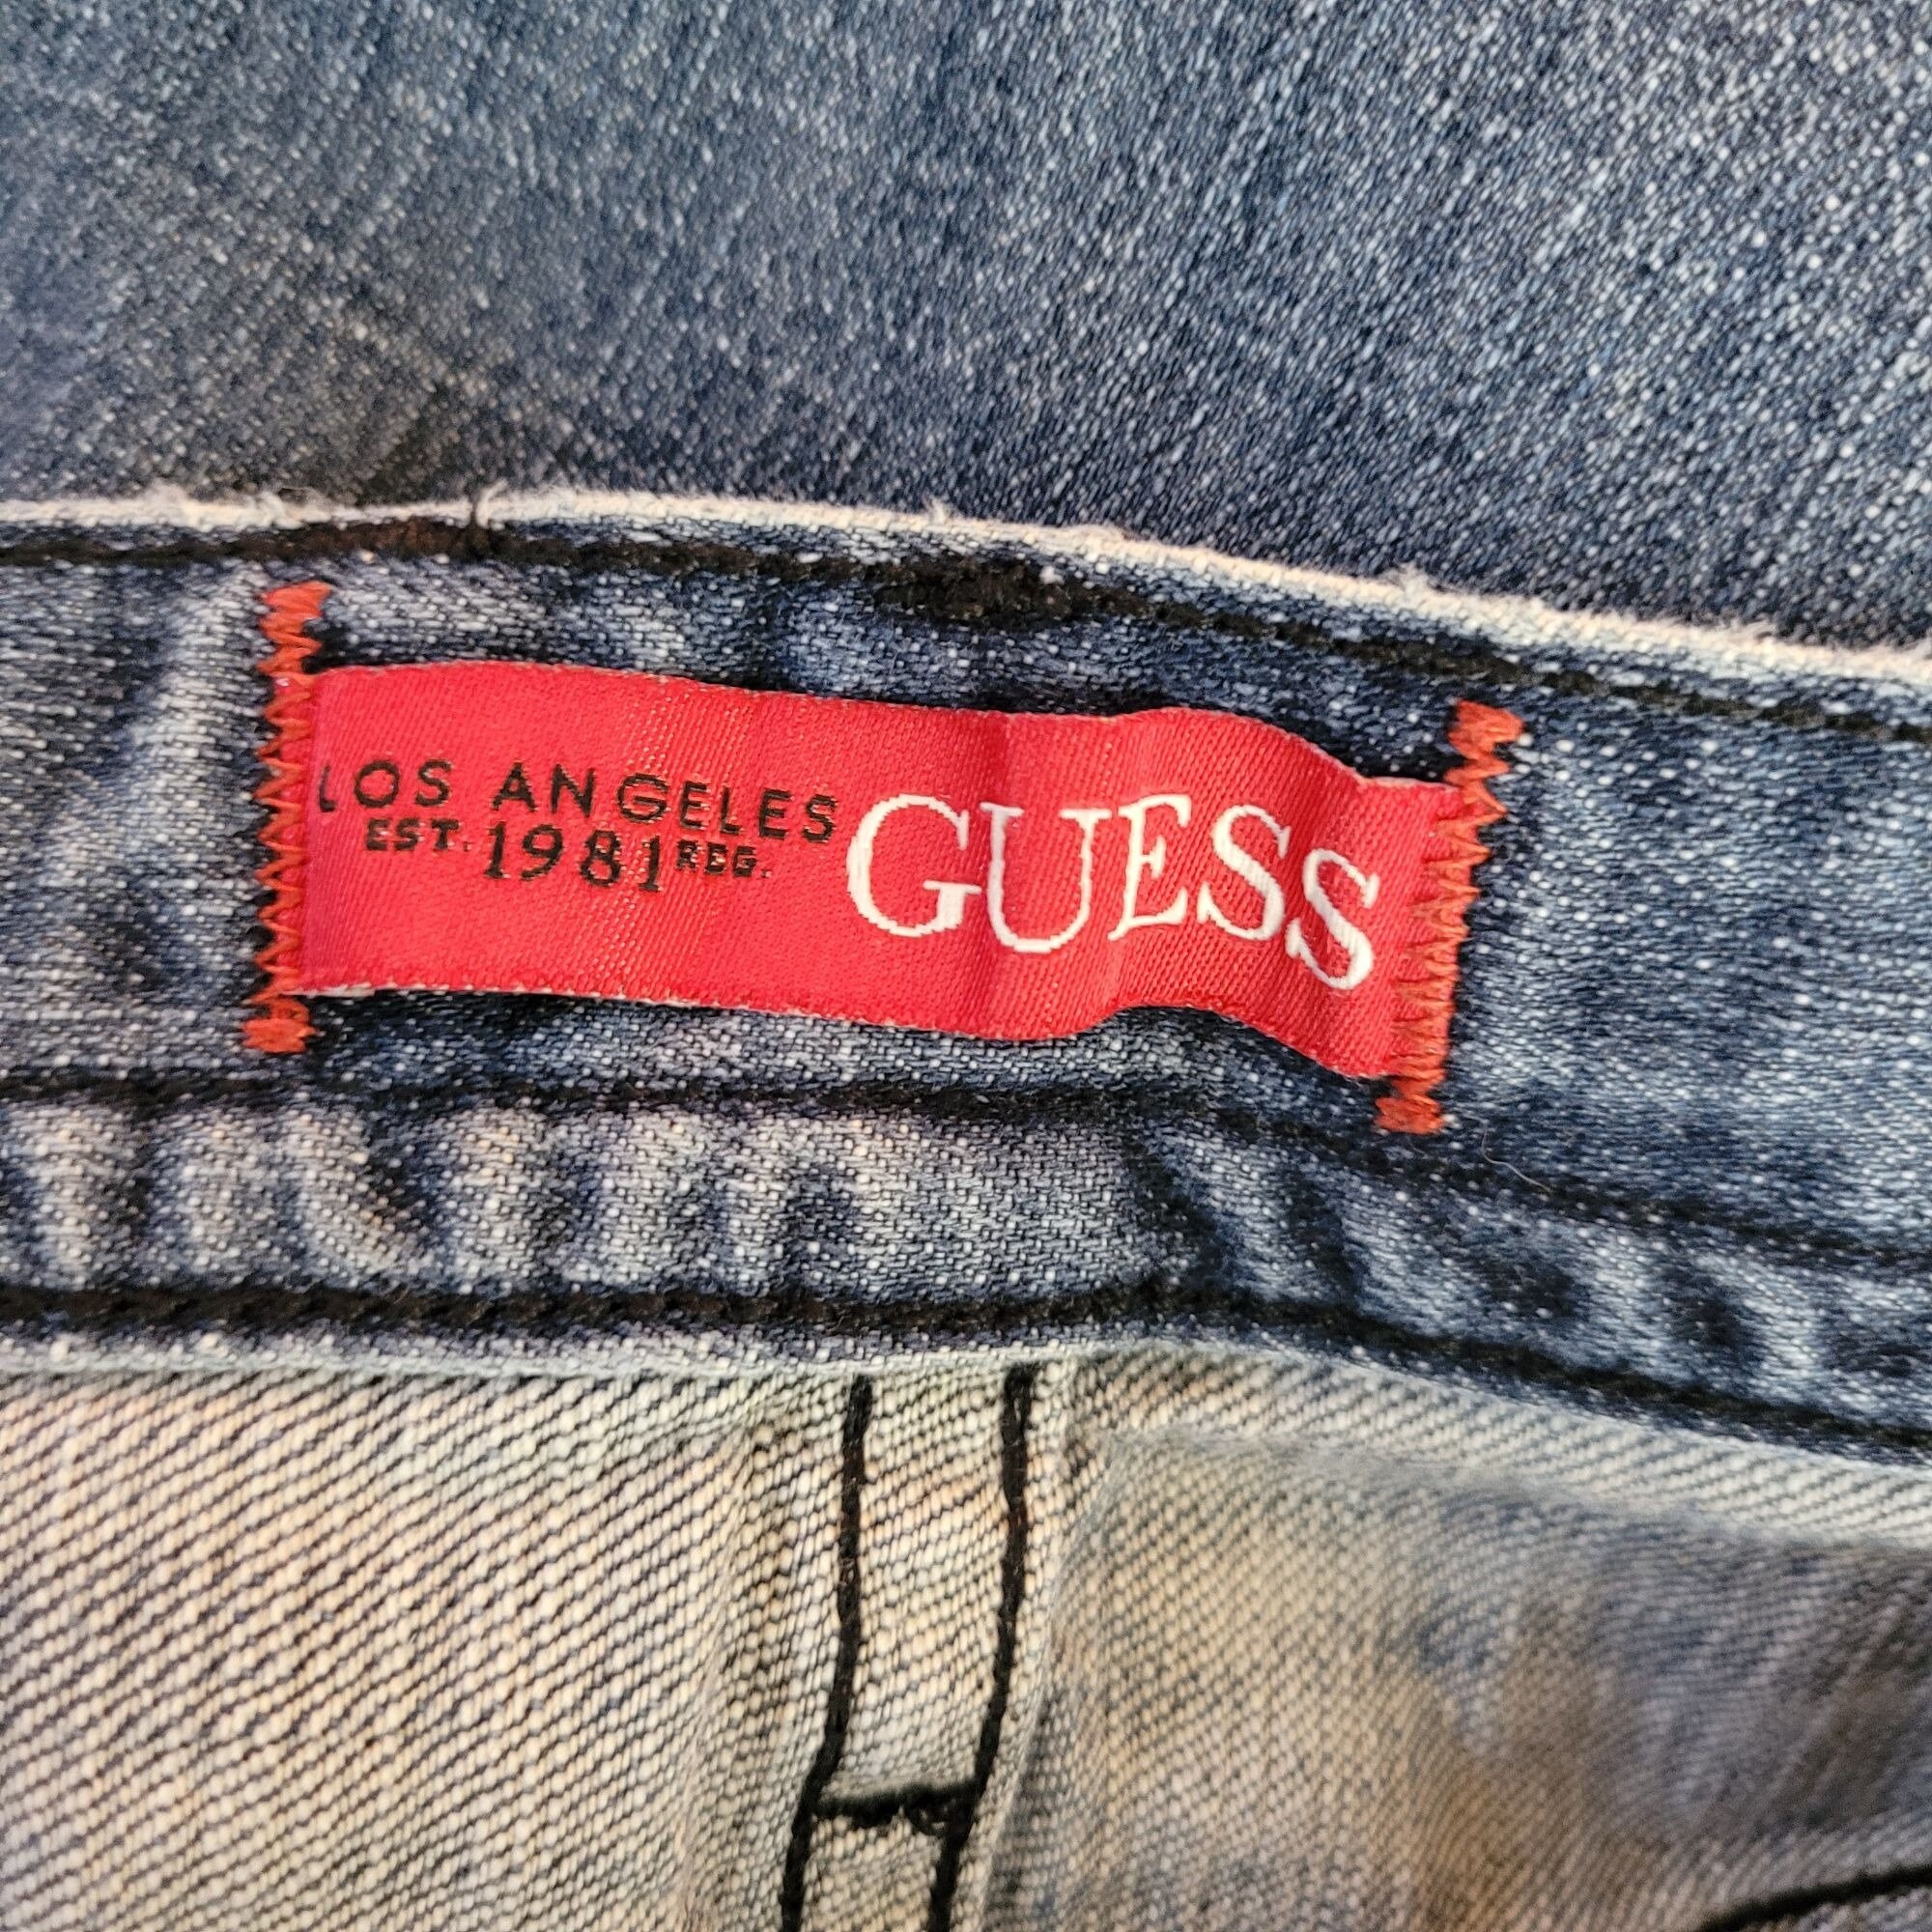 LOS ANGELES
EST. 1981 REG.
GUESS